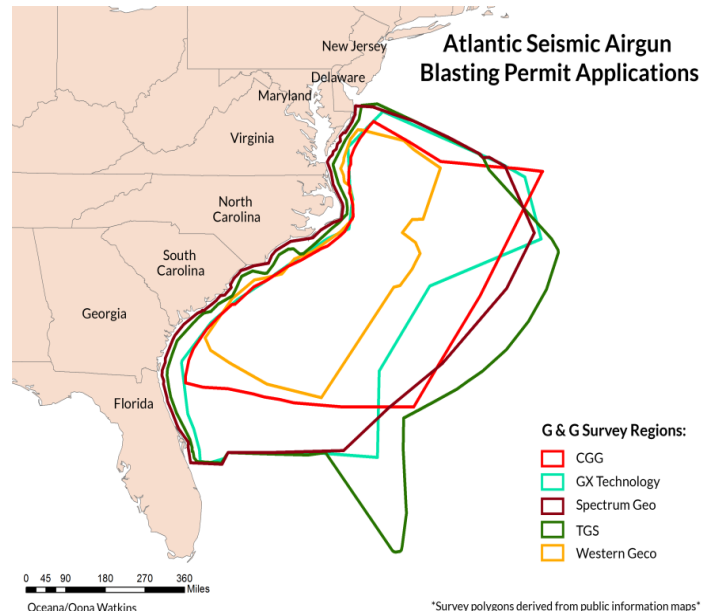 Atlantic Seismic Airgun
Blasting Permit Applications
New Jersey
Delaware
Maryland
Virginia
North
Carolina
South
Carolina
Georgia
Florida
G & G Survey Regions:
CGG
GX Technology
Spectrum Geo
TGS
Western Geco
0 45 90 180 270 360
Miles
Oceana/Oona Watkins
*Survey polygons derived from public information maps*